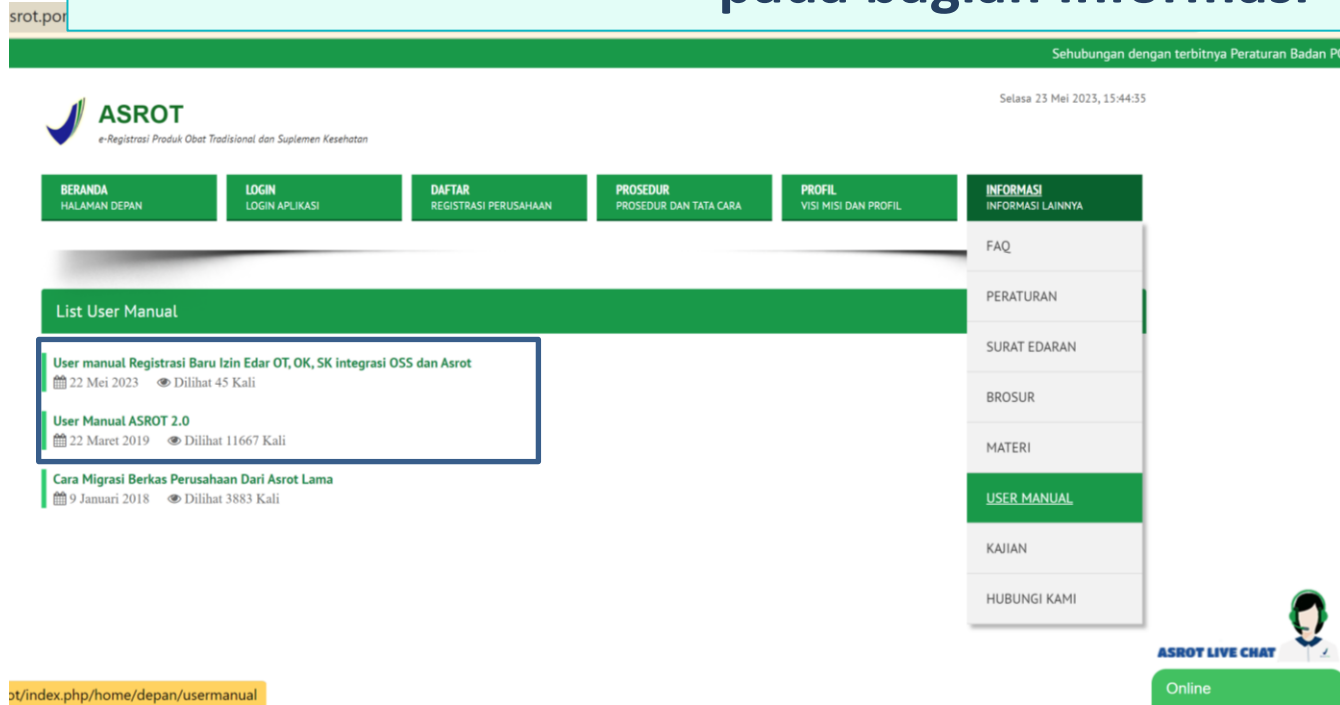 pada bagian Informasi
srot.por
Sehubungan dengan terbitnya Peraturan Badan
Selasa 23 Mei 2023, 15:44:35
ASROT
e-Registrasi Produk Obat Tradisional dan Suplemen Kesehatan
BERANDA
HALAMAN DEPAN
LOGIN
LOGIN APLIKASI
DAFTAR
REGISTRASI PERUSAHAAN
PROSEDUR
PROSEDUR DAN TATA CARA
PROFIL
VISI MISI DAN PROFIL
INFORMASI
INFORMASI LAINNYA
FAQ
PERATURAN
SURAT EDARAN
BROSUR
MATERI
USER MANUAL
KAJIAN
HUBUNGI KAMI
List User Manual
User manual Registrasi Baru Izin Edar OT, OK, SK integrasi OSS dan Asrot
22 Mei 2023 Dilihat 45 Kali
User Manual ASROT 2.0
22 Maret 2019 Dilihat 11667 Kali
Cara Migrasi Berkas Perusahaan Dari Asrot Lama
9 Januari 2018 Dilihat 3883 Kali
ASROT LIVE CHAT
Online
ot/index.php/home/depan/usermanual